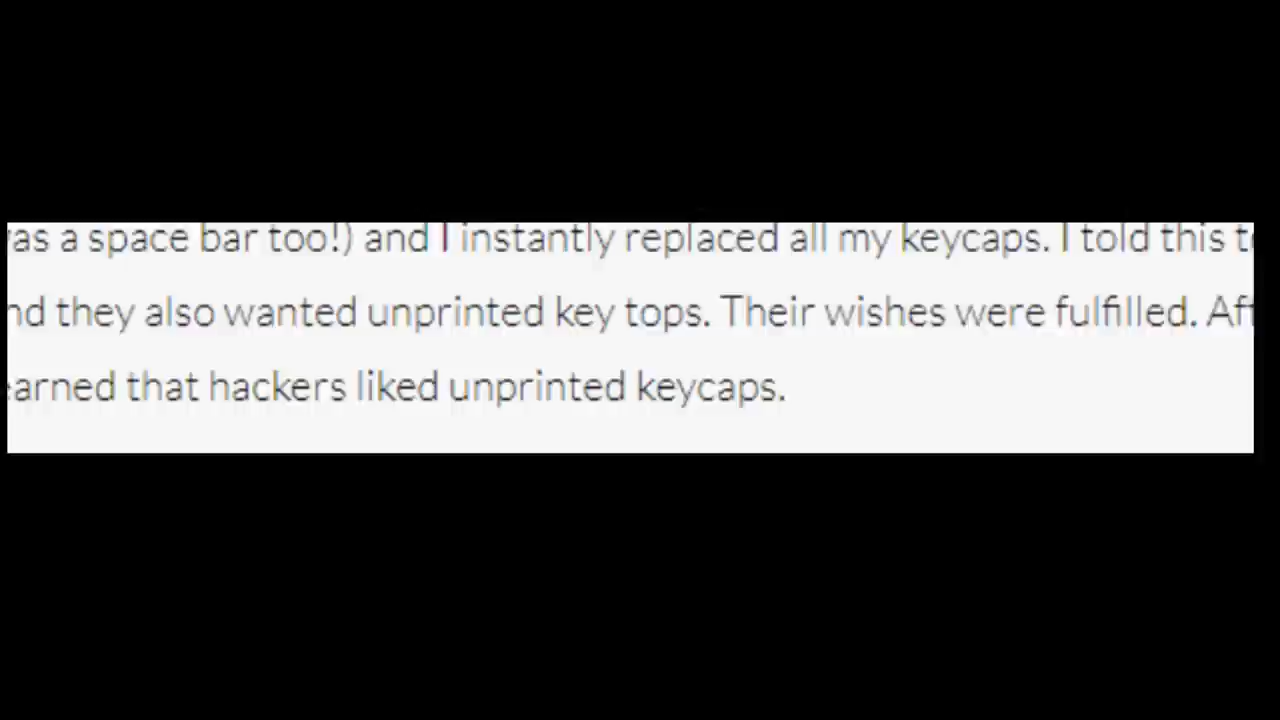 as a space bar too!) and I instantly replaced all my keycaps. I told this t
nd they also wanted unprinted key tops. Their wishes were fulfilled. Aft
earned that hackers liked unprinted keycaps.